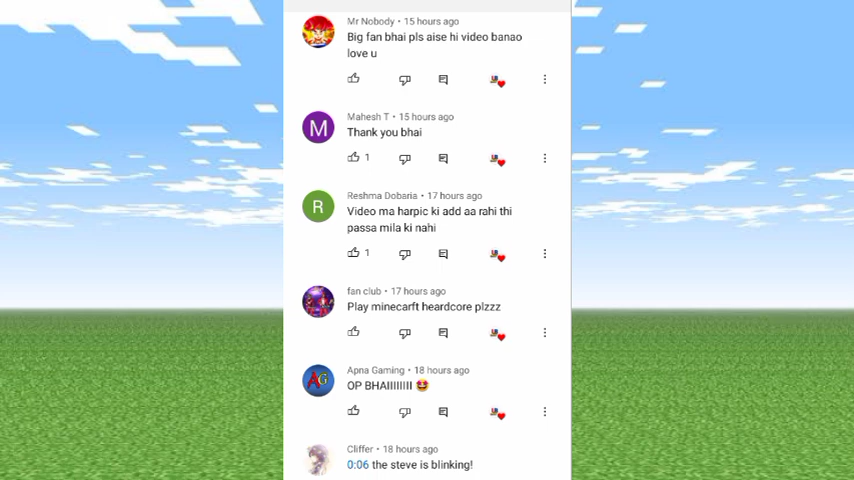 Mr Nobody • 15 hours ago
Big fan bhai pls aise hi video banao
love u
M
Mahesh T • 15 hours ago
Thank you bhai
1
R
Reshma Dobaria • 17 hours ago
Video ma harpic ki add aa rahi thi
passa mila ki nahi
1
fan club • 17 hours ago
Play minecarft heardcore plzzz
AG
Apna Gaming • 18 hours ago
OP BHAIIIIIIII 🤩
Cliffer • 18 hours ago
0:06 the steve is blinking!